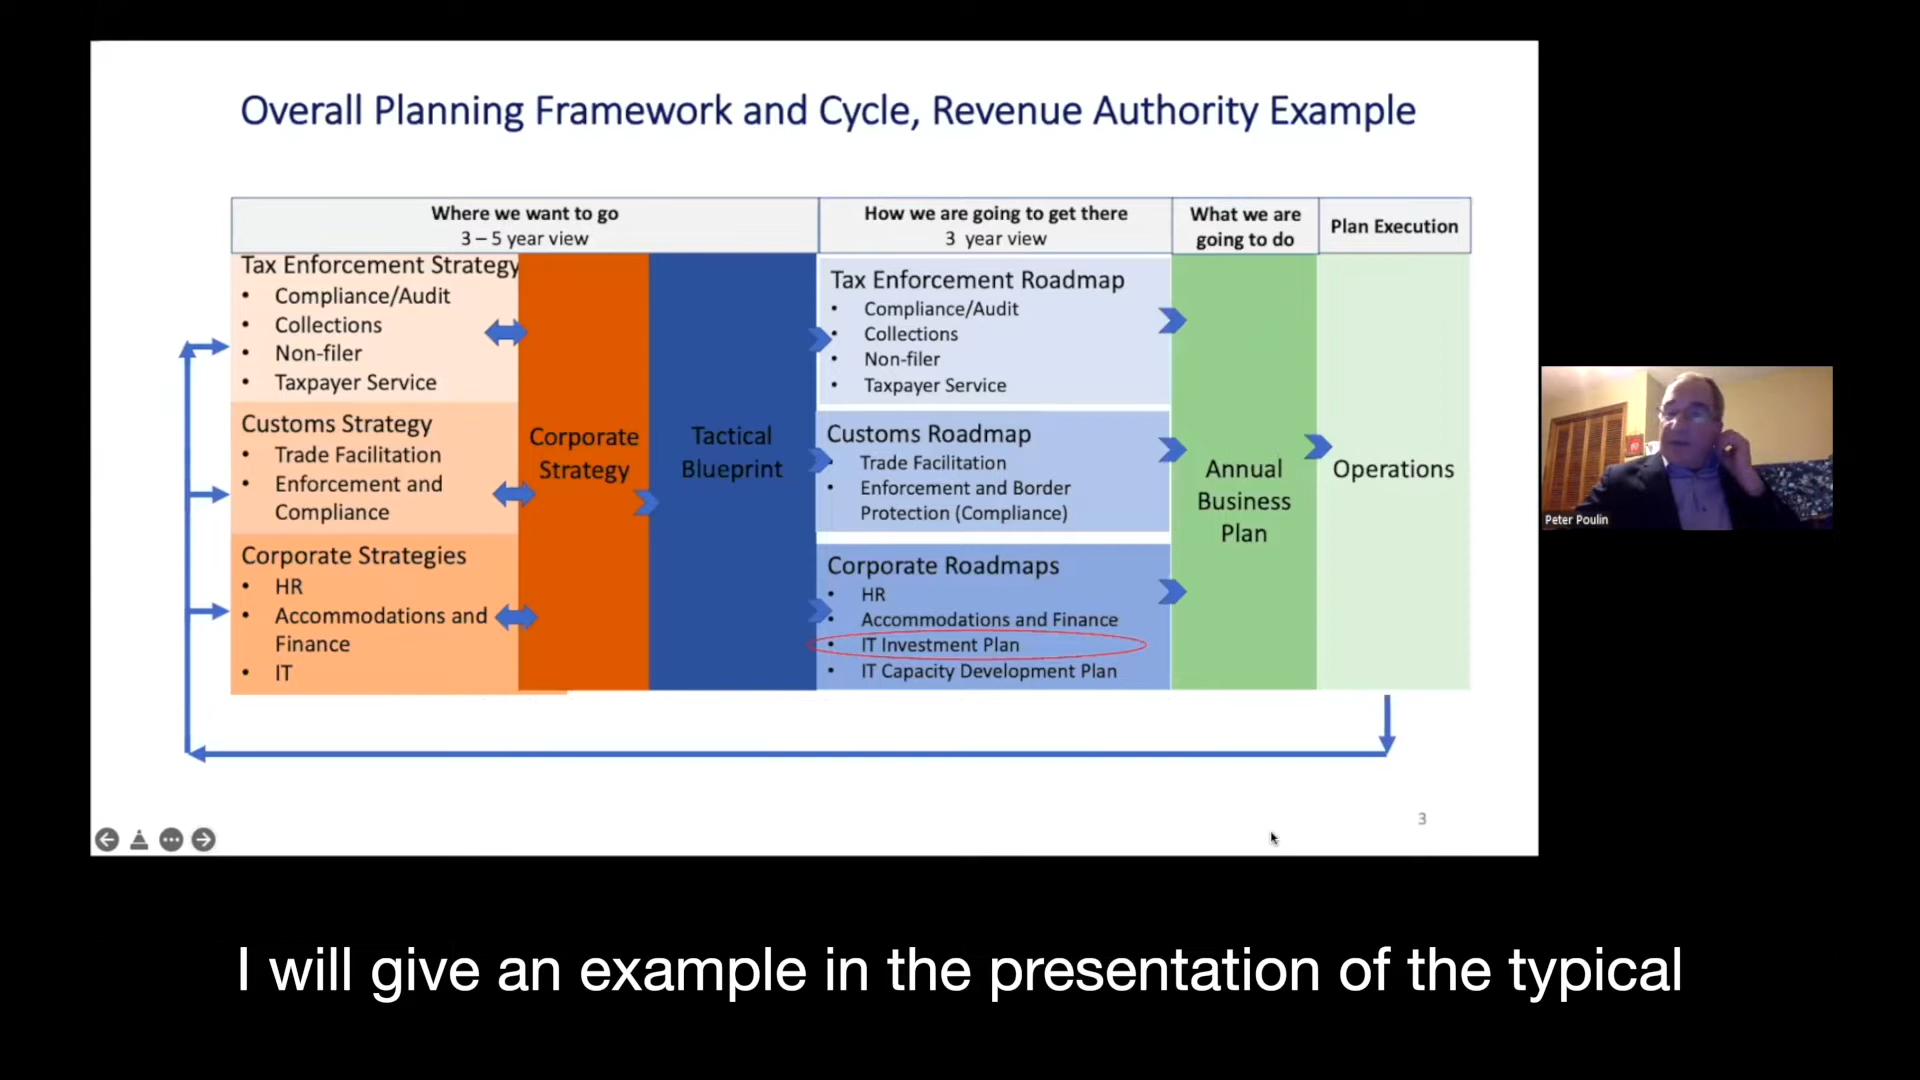 Overall Planning Framework and Cycle, Revenue Authority Example
Where we want to go
3 – 5 year view
How we are going to get there
3 year view
What we are
going to do
Plan Execution
Tax Enforcement Strategy
• Compliance/Audit
• Collections
• Non-filer
• Taxpayer Service
Customs Strategy
• Trade Facilitation
• Enforcement and
Compliance
Corporate Strategies
• HR
• Accommodations and
Finance
• IT
Corporate
Strategy
Tactical
Blueprint
Tax Enforcement Roadmap
• Compliance/Audit
• Collections
• Non-filer
• Taxpayer Service
Customs Roadmap
• Trade Facilitation
• Enforcement and Border
Protection (Compliance)
Corporate Roadmaps
• HR
• Accommodations and Finance
• IT Investment Plan
• IT Capacity Development Plan
Annual
Business
Plan
Operations
3
Peter Poulin
I will give an example in the presentation of the typical